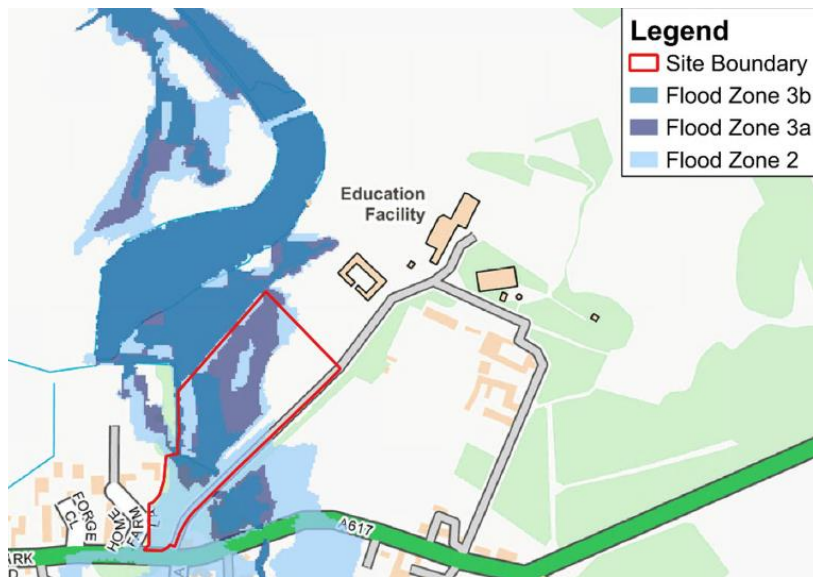 Legend
Site Boundary
Flood Zone 3b
Flood Zone 3a
Flood Zone 2
Education
Facility
FORGE
CL
HOME
FARM
A617
ARK
D